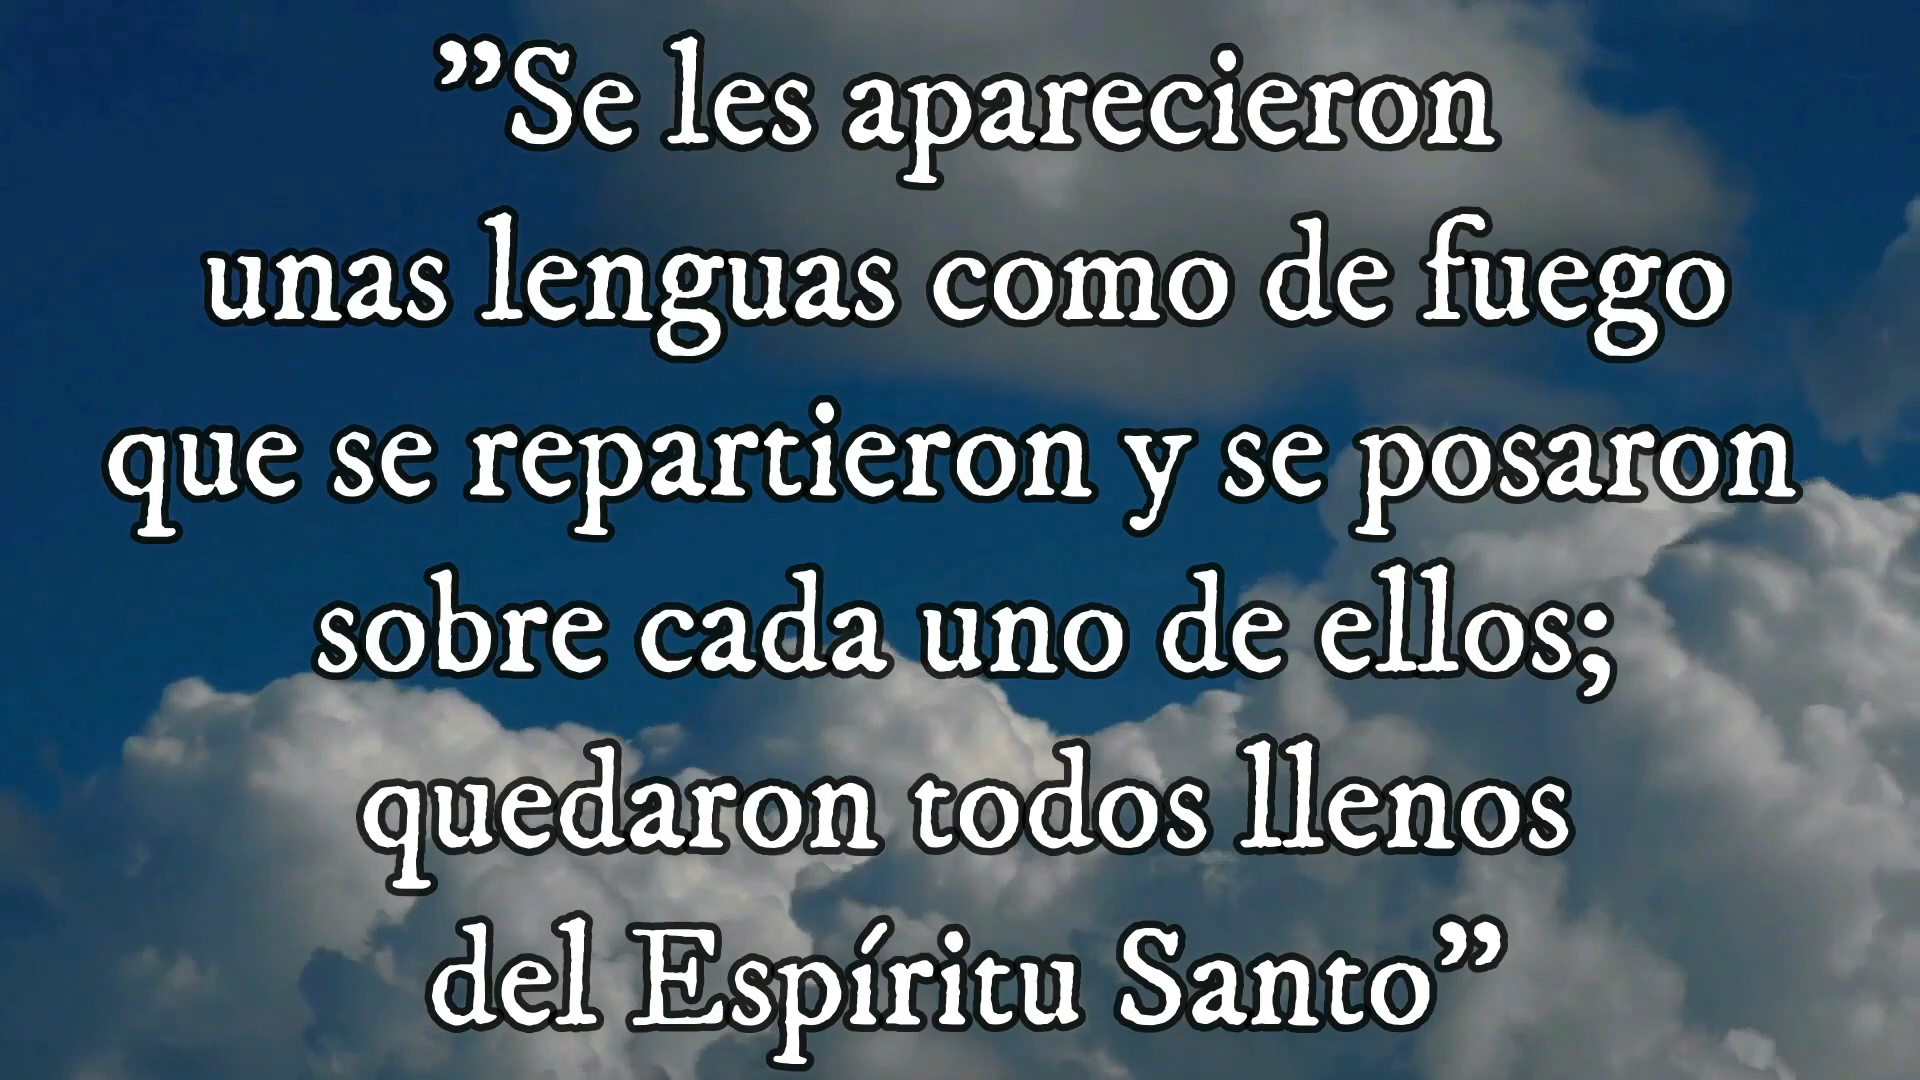 ”Se les aparecieron
unas lenguas como de fuego
que se repartieron y se posaron
sobre cada uno de ellos;
quedaron todos llenos
del Espíritu Santo”